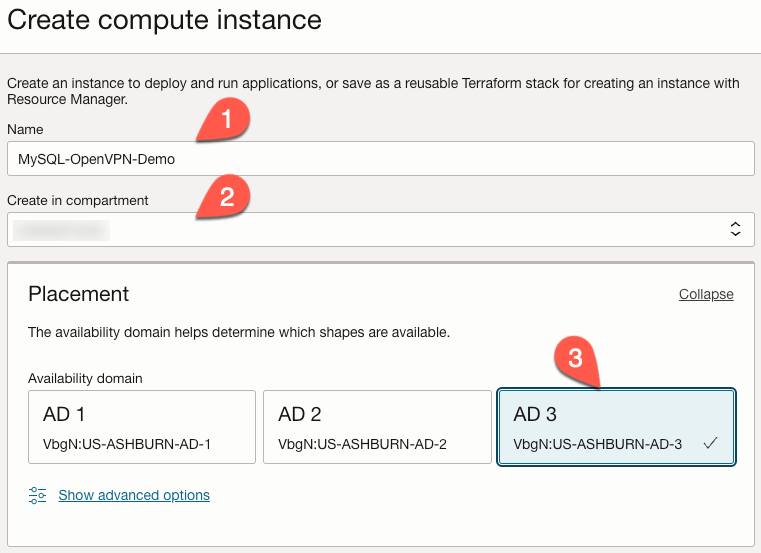 Create compute instance
Create an instance to deploy and run applications, or save as a reusable Terraform stack for creating an instance with
Resource Manager.
1
Name
MySQL-OpenVPN-Demo
2
Create in compartment
Placement
Collapse
The availability domain helps determine which shapes are available.
3
Availability domain
AD 1
VbgN:US-ASHBURN-AD-1
AD 2
VbgN:US-ASHBURN-AD-2
AD 3
VbgN:US-ASHBURN-AD-3
Show advanced options